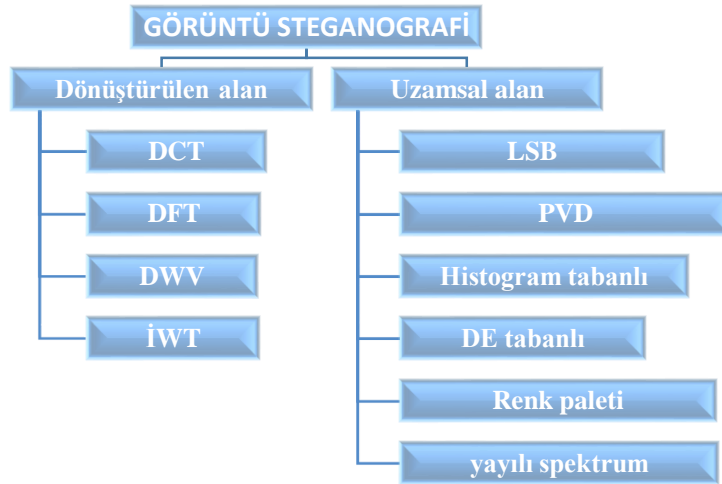 GÖRÜNTÜ STEGANOGRAFİ
Dönüştürülen alan
DCT
DFT
DWV
İWT
Uzamsal alan
LSB
PVD
Histogram tabanlı
DE tabanlı
Renk paleti
yayılı spektrum